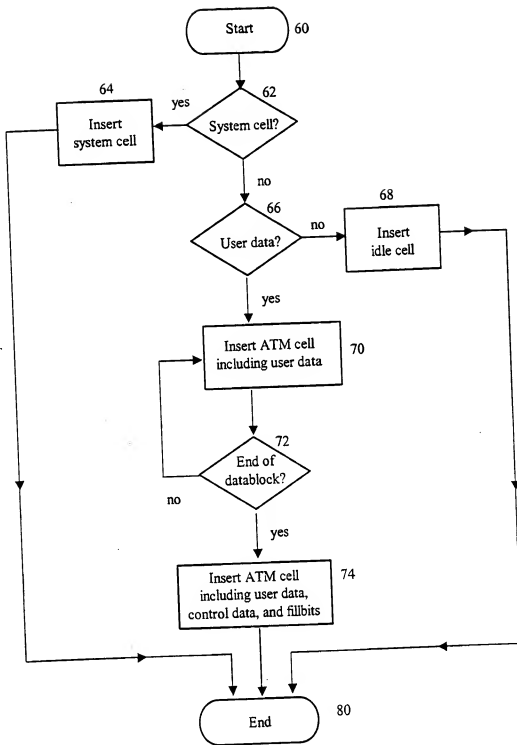 Start
60
64
62
yes
Insert
system cell
System cell?
no
68
66
no
User data?
Insert
idle cell
yes
Insert ATM cell
including user data
70
72
End of
datablock?
no
yes
Insert ATM cell
including user data,
control data, and fillbits
74
End
80